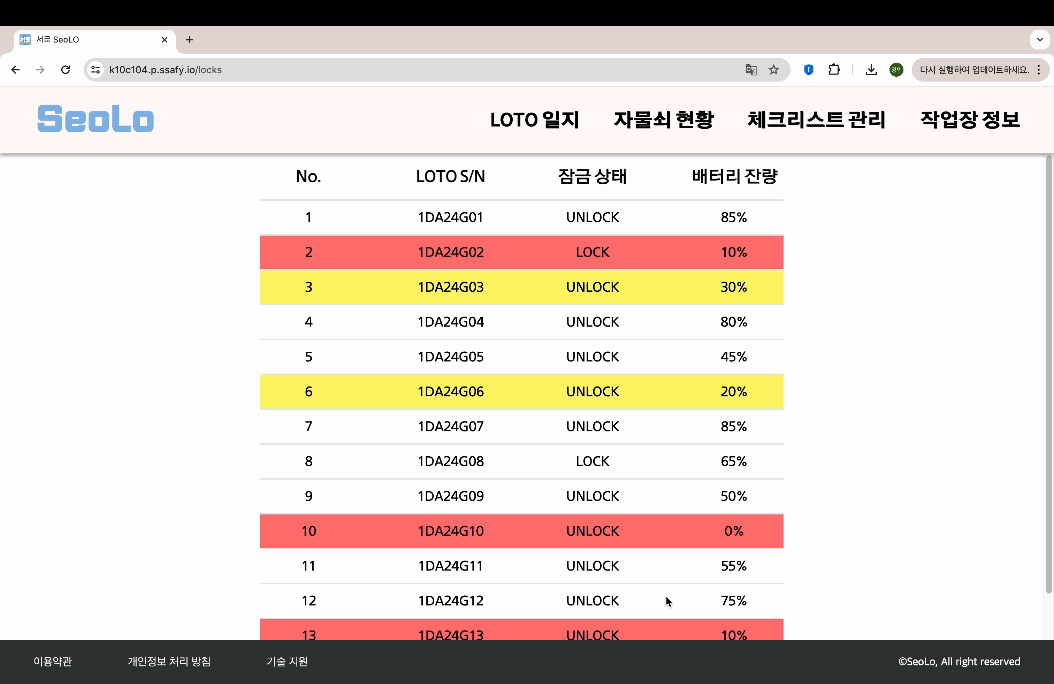 서로 SeoLO
k10c104.p.ssafy.io/locks
다시 실행하여 업데이트하세요.
SeoLo
LOTO 일지 자물쇠 현황 체크리스트 관리 작업장 정보
No. LOTO S/N 잠금 상태 배터리 잔량
1 1DA24G01 UNLOCK 85%
2 1DA24G02 LOCK 10%
3 1DA24G03 UNLOCK 30%
4 1DA24G04 UNLOCK 80%
5 1DA24G05 UNLOCK 45%
6 1DA24G06 UNLOCK 20%
7 1DA24G07 UNLOCK 85%
8 1DA24G08 LOCK 65%
9 1DA24G09 UNLOCK 50%
10 1DA24G10 UNLOCK 0%
11 1DA24G11 UNLOCK 55%
12 1DA24G12 UNLOCK 75%
13 1DA24G13 UNLOCK 10%
이용약관 개인정보 처리 방침 기술 지원 ©SeoLo, All right reserved